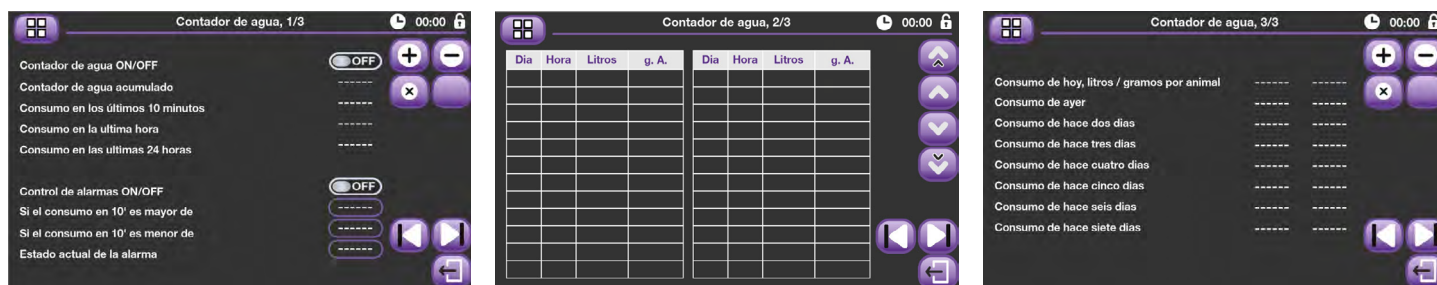 Contador de agua, 1/3
00:00
Contador de agua ON/OFF
OFF
Contador de agua acumulado
------
Consumo en los últimos 10 minutos
------
Consumo en la ultima hora
------
Consumo en las ultimas 24 horas
------
Control de alarmas ON/OFF
OFF
Si el consumo en 10' es mayor de
------
Si el consumo en 10' es menor de
------
Estado actual de la alarma
------
Contador de agua, 2/3
00:00
Dia Hora Litros g. A. Dia Hora Litros g. A.
Contador de agua, 3/3
00:00
Consumo de hoy, litros / gramos por animal ------ ------
Consumo de ayer ------ ------
Consumo de hace dos dias ------ ------
Consumo de hace tres dias ------ ------
Consumo de hace cuatro dias ------ ------
Consumo de hace cinco dias ------ ------
Consumo de hace seis dias ------ ------
Consumo de hace siete dias ------ ------